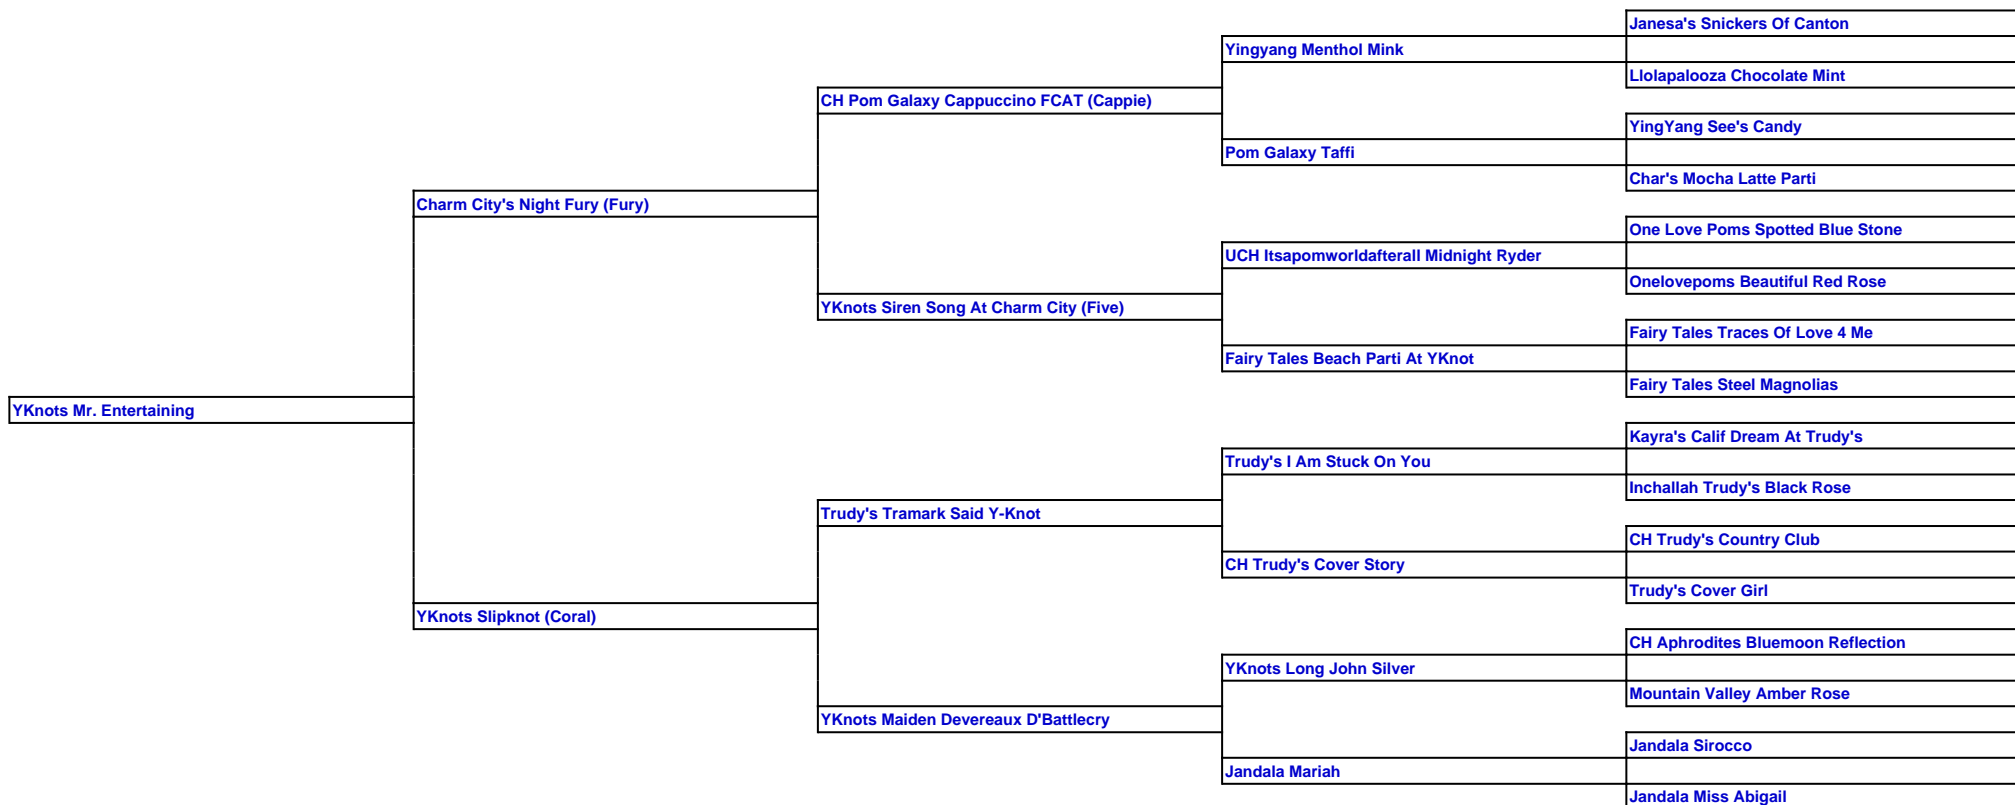 Janesa's Snickers Of Canton
Yingyang Menthol Mink
Llolapalooza Chocolate Mint
CH Pom Galaxy Cappuccino FCAT (Cappie)
YingYang See's Candy
Pom Galaxy Taffi
Char's Mocha Latte Parti
Charm City's Night Fury (Fury)
One Love Poms Spotted Blue Stone
UCH Itsapomworldafterall Midnight Ryder
Onelovepoms Beautiful Red Rose
YKnots Siren Song At Charm City (Five)
Fairy Tales Traces Of Love 4 Me
Fairy Tales Beach Parti At YKnot
Fairy Tales Steel Magnolias
YKnots Mr. Entertaining
Kayra's Calif Dream At Trudy's
Trudy's I Am Stuck On You
Inchallah Trudy's Black Rose
Trudy's Tramark Said Y-Knot
CH Trudy's Country Club
CH Trudy's Cover Story
Trudy's Cover Girl
YKnots Slipknot (Coral)
CH Aphrodites Bluemoon Reflection
YKnots Long John Silver
Mountain Valley Amber Rose
YKnots Maiden Devereaux D'Battlecry
Jandala Sirocco
Jandala Mariah
Jandala Miss Abigail